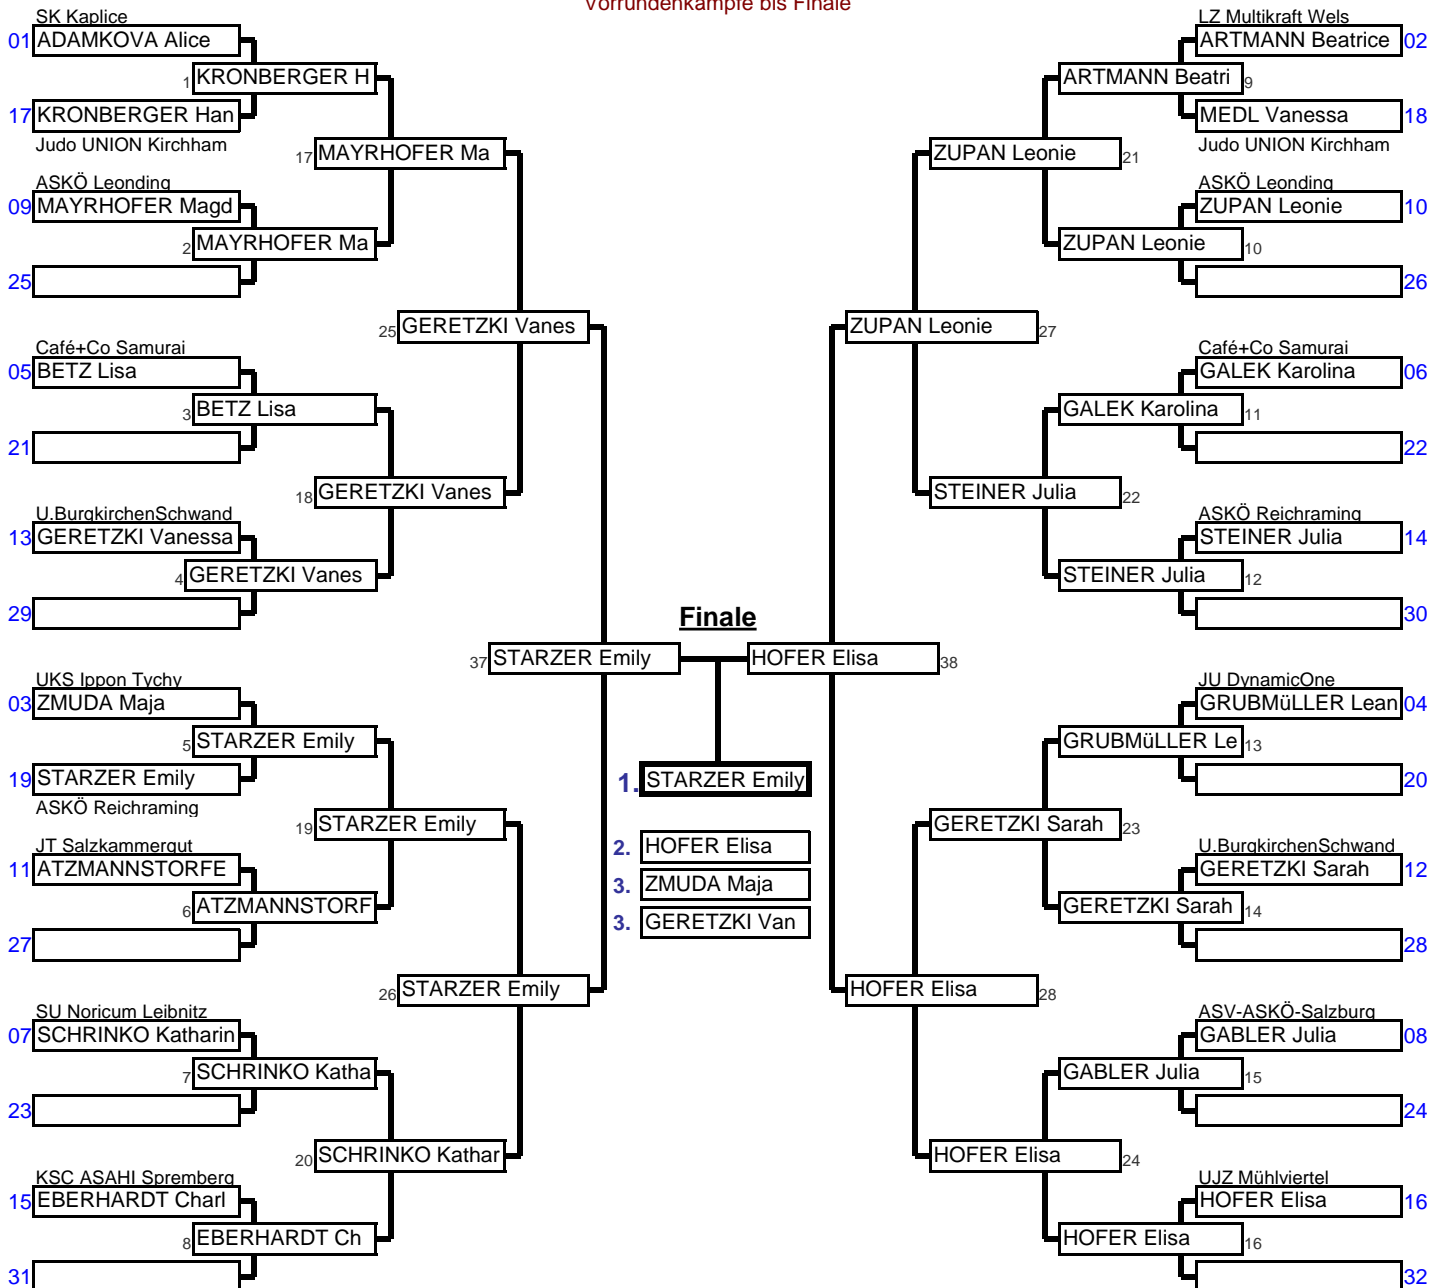 Vorrundenkämpfe bis Finale
SK Kaplice
01 ADAMKOVA Alice
1 KRONBERGER H
17 KRONBERGER Han
Judo UNION Kirchham
17 MAYRHOFER Ma
ASKÖ Leonding
09 MAYRHOFER Magd
2 MAYRHOFER Ma
25
25 GERETZKI Vanes
Café+Co Samurai
05 BETZ Lisa
3 BETZ Lisa
21
18 GERETZKI Vanes
U.BurgkirchenSchwand
13 GERETZKI Vanessa
4 GERETZKI Vanes
29
37 STARZER Emily
UKS Ippon Tychy
03 ZMUDA Maja
5 STARZER Emily
19 STARZER Emily
ASKÖ Reichraming
19 STARZER Emily
JT Salzkammergut
11 ATZMANNSTORFE
6 ATZMANNSTORF
27
26 STARZER Emily
SU Noricum Leibnitz
07 SCHRINKO Katharin
7 SCHRINKO Katha
23
20 SCHRINKO Kathar
KSC ASAHI Spremberg
15 EBERHARDT Charl
8 EBERHARDT Ch
31
Finale
1. STARZER Emily
2. HOFER Elisa
3. ZMUDA Maja
3. GERETZKI Van
LZ Multikraft Wels
ARTMANN Beatrice 02
ARTMANN Beatri 9
MEDL Vanessa 18
Judo UNION Kirchham
ZUPAN Leonie 21
ASKÖ Leonding
ZUPAN Leonie 10
ZUPAN Leonie 10
26
ZUPAN Leonie 27
Café+Co Samurai
GALEK Karolina 06
GALEK Karolina 11
22
STEINER Julia 22
ASKÖ Reichraming
STEINER Julia 14
STEINER Julia 12
30
HOFER Elisa 38
JU DynamicOne
GRUBMüLLER Lean 04
GRUBMüLLER Le 13
20
GERETZKI Sarah 23
U.BurgkirchenSchwand
GERETZKI Sarah 12
GERETZKI Sarah 14
28
HOFER Elisa 28
ASV-ASKÖ-Salzburg
GABLER Julia 08
GABLER Julia 15
24
HOFER Elisa 24
UJZ Mühlviertel
HOFER Elisa 16
HOFER Elisa 16
32